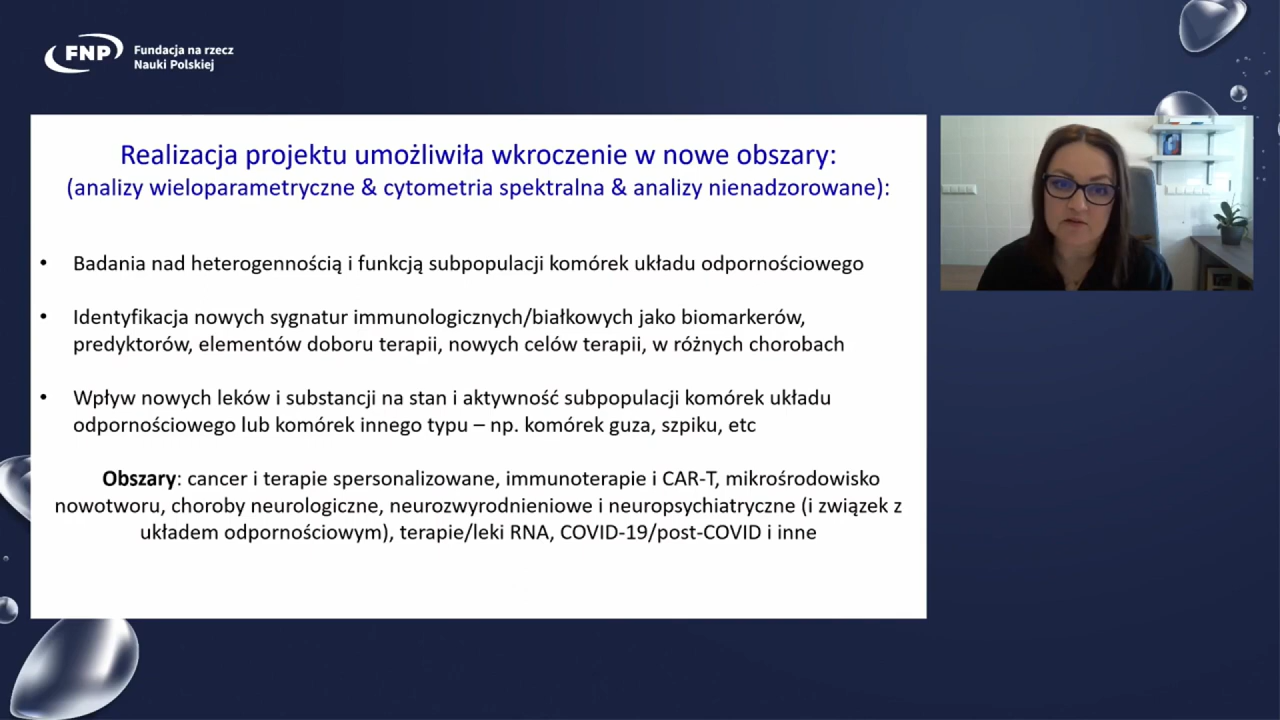 FNP
Fundacja na rzecz
Nauki Polskiej
Realizacja projektu umożliwiła wkroczenie w nowe obszary:
(analizy wieloparametryczne & cytometria spektralna & analizy nienadzorowane):
• Badania nad heterogennością i funkcją subpopulacji komórek układu odpornościowego
• Identyfikacja nowych sygnatur immunologicznych/białkowych jako biomarkerów,
predyktorów, elementów doboru terapii, nowych celów terapii, w różnych chorobach
• Wpływ nowych leków i substancji na stan i aktywność subpopulacji komórek układu
odpornościowego lub komórek innego typu – np. komórek guza, szpiku, etc
Obszary: cancer i terapie spersonalizowane, immunoterapie i CAR-T, mikrośrodowisko
nowotworu, choroby neurologiczne, neurozwyrodnieniowe i neuropsychiatryczne (i związek z
układem odpornościowym), terapie/leki RNA, COVID-19/post-COVID i inne